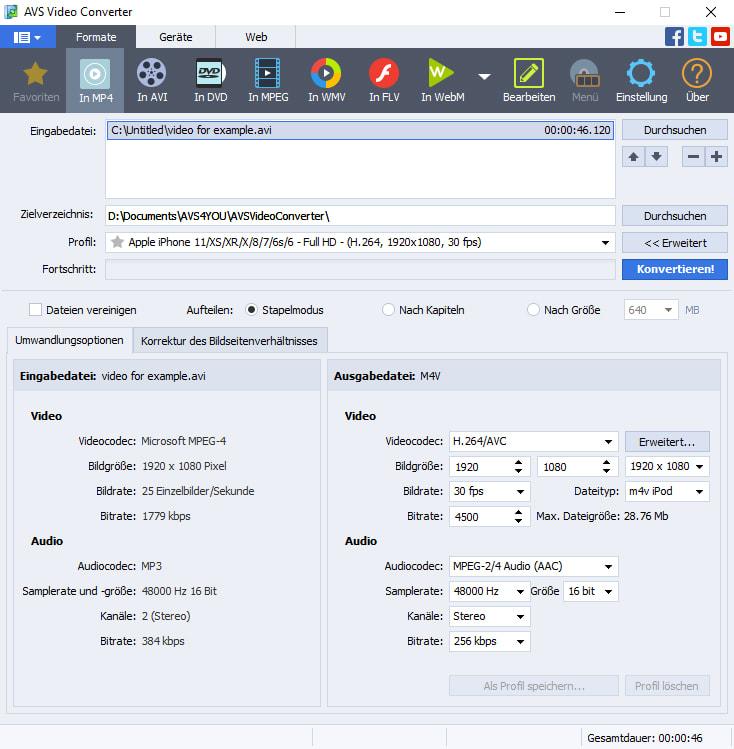 AVS Video Converter
Formate Geräte Web
Favoriten In MP4 In AVI In DVD In MPEG In WMV In FLV In WebM Bearbeiten Menü Einstellung Über
Eingabedatei: C:\Untitled\video for example.avi 00:00:46.120 Durchsuchen
Zielverzeichnis: D:\Documents\AVS4YOU\AVSVideoConverter\ Durchsuchen
Profil: Apple iPhone 11/XS/XR/X/8/7/6s/6 - Full HD - (H.264, 1920x1080, 30 fps) << Erweitert
Fortschritt: Konvertieren!
Dateien vereinigen Aufteilen: Stapelmodus Nach Kapiteln Nach Größe 640 MB
Umwandlungsoptionen Korrektur des Bildseitenverhältnisses
Eingabedatei: video for example.avi
Video
Videocodec: Microsoft MPEG-4
Bildgröße: 1920 x 1080 Pixel
Bildrate: 25 Einzelbilder/Sekunde
Bitrate: 1779 kbps
Audio
Audiocodec: MP3
Samplerate und -größe: 48000 Hz 16 Bit
Kanäle: 2 (Stereo)
Bitrate: 384 kbps
Ausgabedatei: M4V
Video
Videocodec: H.264/AVC Erweitert...
Bildgröße: 1920 1080 1920 x 1080
Bildrate: 30 fps Dateityp: m4v iPod
Bitrate: 4500 Max. Dateigröße: 28.76 Mb
Audio
Audiocodec: MPEG-2/4 Audio (AAC)
Samplerate: 48000 Hz Größe 16 bit
Kanäle: Stereo
Bitrate: 256 kbps
Als Profil speichern... Profil löschen
Gesamtdauer: 00:00:46